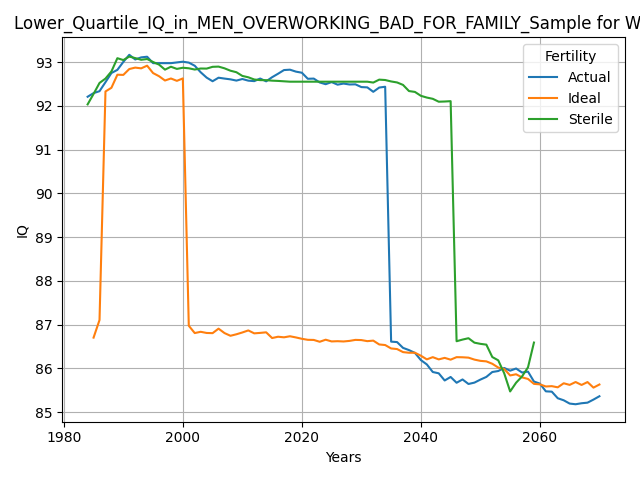 Lower_Quartile_IQ_in_MEN_OVERWORKING_BAD_FOR_FAMILY_Sample for W
Fertility
Actual
Ideal
Sterile
IQ
93
92
91
90
89
88
87
86
85
1980 2000 2020 2040 2060
Years